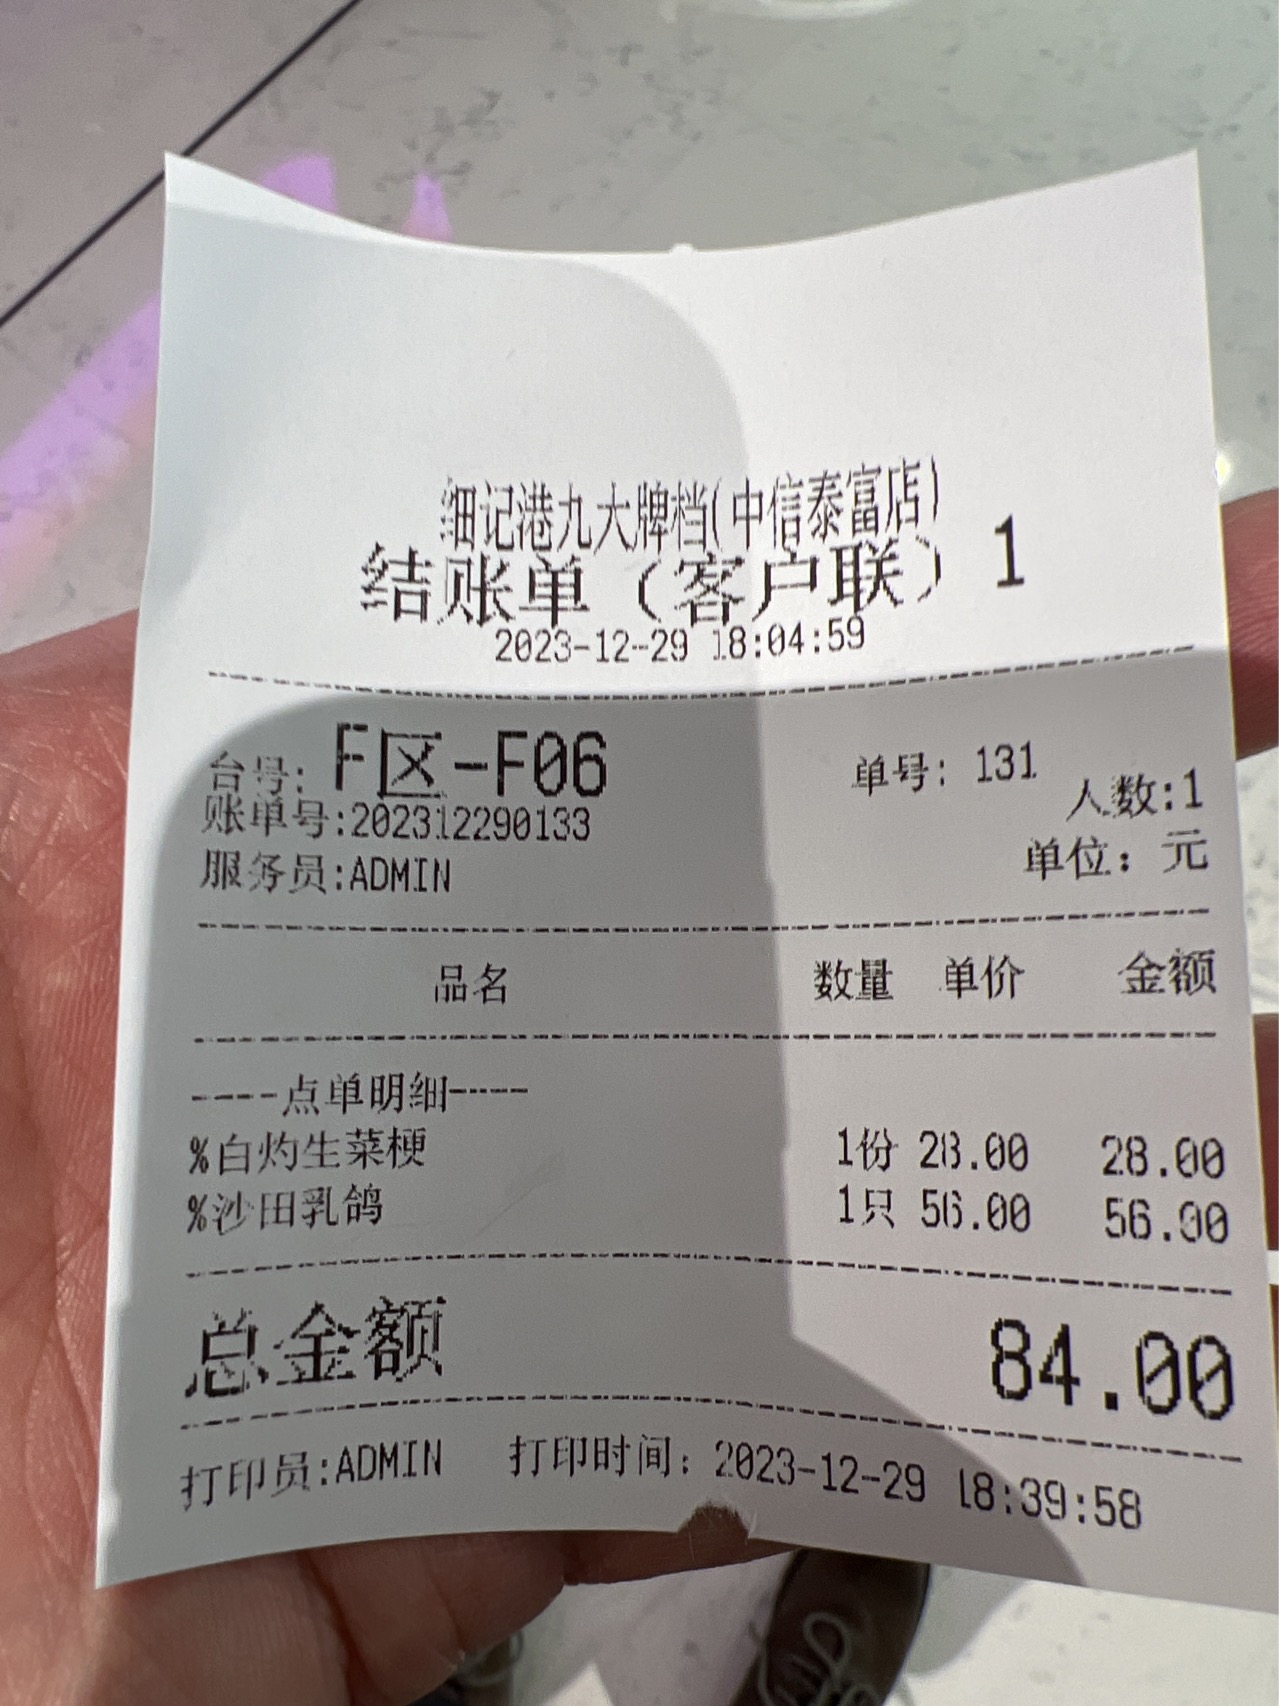 细记港九大牌档(中信泰富店)
结账单（客户联）1
2023-12-29 18:04:59
台号: F区-F06 单号: 131
人数:1
账单号:202312290133
服务员:ADMIN 单位: 元
品名 数量 单价 金额
----点单明细----
%白灼生菜梗 1份 28.00 28.00
%沙田乳鸽 1只 56.00 56.00
总金额 84.00
打印员:ADMIN 打印时间: 2023-12-29 18:39:58